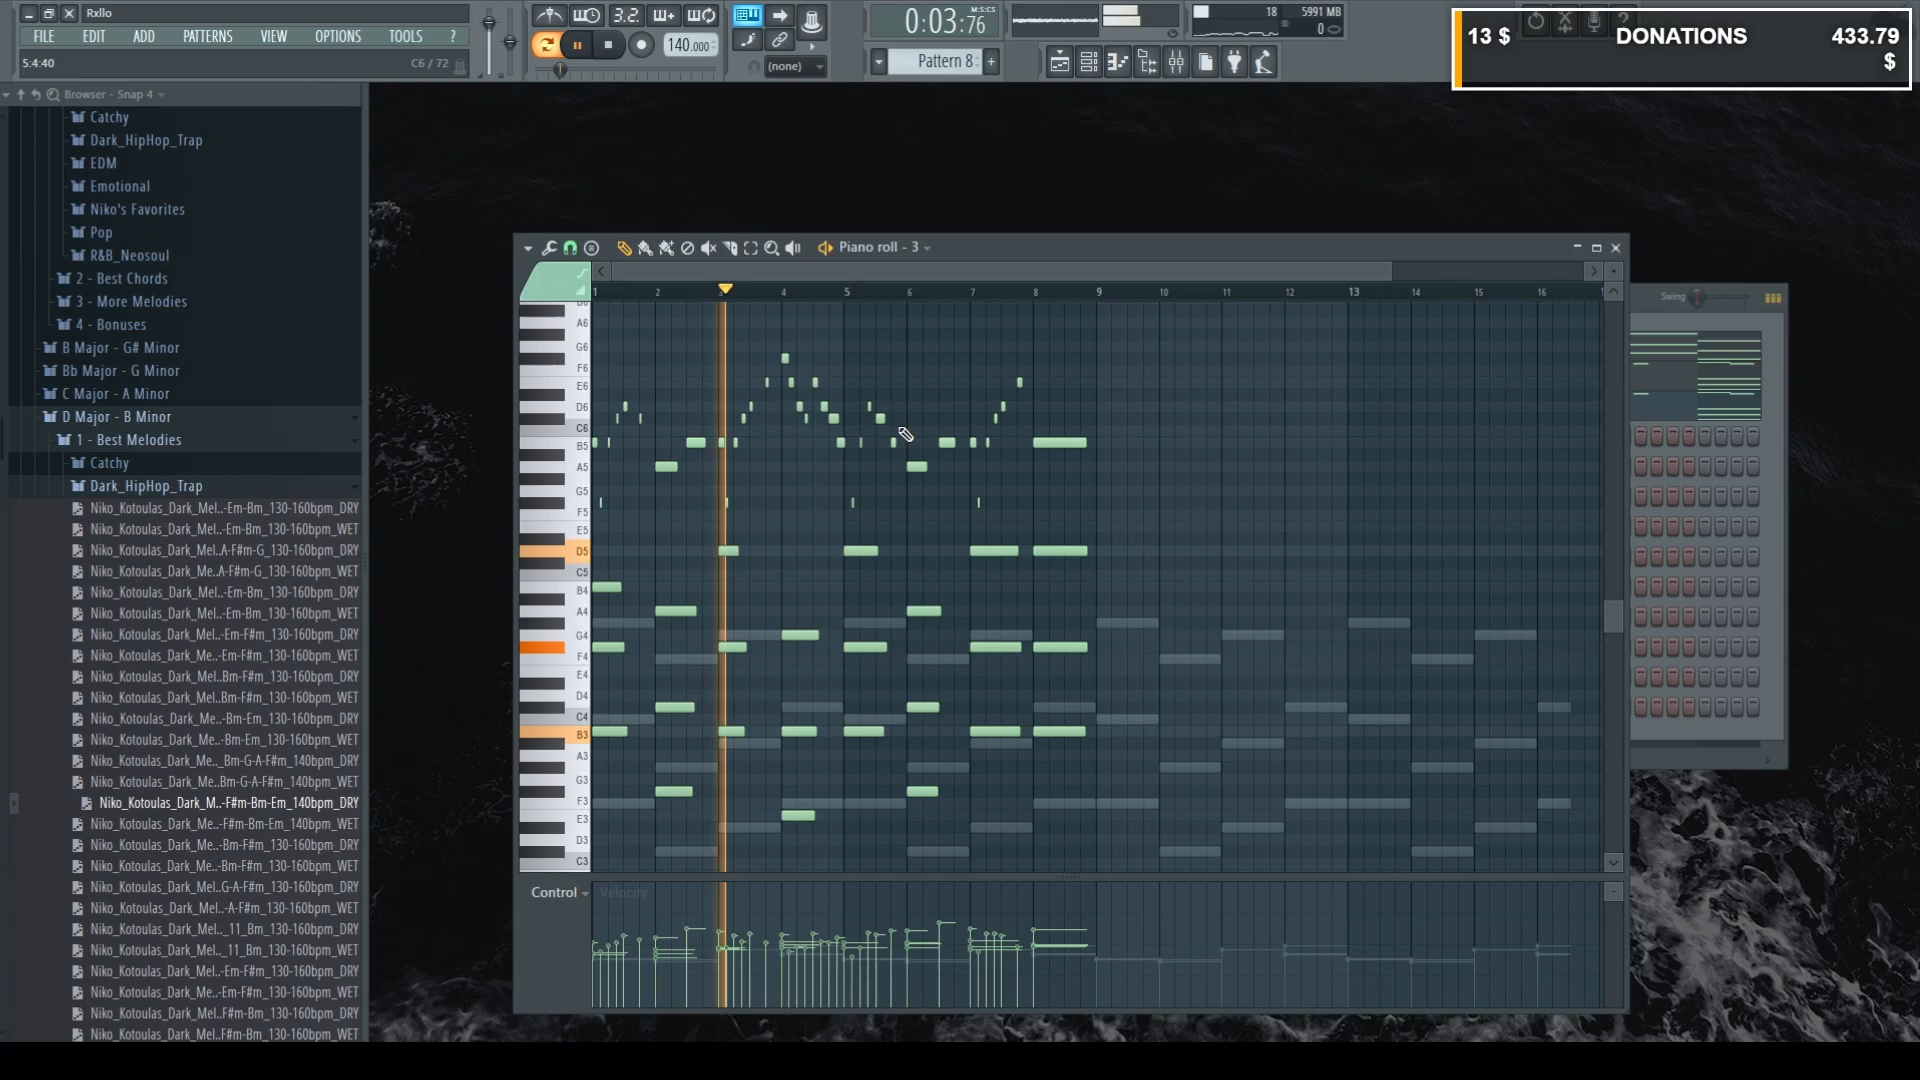 Rxllo
FILE EDIT ADD PATTERNS VIEW OPTIONS TOOLS ?
5:4:40 C6 / 72
3.2.
140.000
(none)
M:S:CS
0:03:76
Pattern 8
18 5991 MB
0
13 $ DONATIONS 433.79
$
Browser - Snap 4
Catchy
Dark_HipHop_Trap
EDM
Emotional
Niko's Favorites
Pop
R&B_Neosoul
2 - Best Chords
3 - More Melodies
4 - Bonuses
B Major - G# Minor
Bb Major - G Minor
C Major - A Minor
D Major - B Minor
1 - Best Melodies
Catchy
Dark_HipHop_Trap
Niko_Kotoulas_Dark_Mel..-Em-Bm_130-160bpm_DRY
Niko_Kotoulas_Dark_Mel..-Em-Bm_130-160bpm_WET
Niko_Kotoulas_Dark_Me..A-F#m-G_130-160bpm_DRY
Niko_Kotoulas_Dark_Me..A-F#m-G_130-160bpm_WET
Niko_Kotoulas_Dark_Mel..-Em-Bm_130-160bpm_DRY
Niko_Kotoulas_Dark_Mel..-Em-Bm_130-160bpm_WET
Niko_Kotoulas_Dark_Mel..-Em-F#m_130-160bpm_DRY
Niko_Kotoulas_Dark_Mel..-Em-F#m_130-160bpm_WET
Niko_Kotoulas_Dark_Mel..Bm-F#m_130-160bpm_DRY
Niko_Kotoulas_Dark_Mel..Bm-F#m_130-160bpm_WET
Niko_Kotoulas_Dark_Me..-Bm-Em_130-160bpm_DRY
Niko_Kotoulas_Dark_Me..-Bm-Em_130-160bpm_WET
Niko_Kotoulas_Dark_Me.._Bm-G-A-F#m_140bpm_DRY
Niko_Kotoulas_Dark_Me..Bm-G-A-F#m_140bpm_WET
Niko_Kotoulas_Dark_M..-F#m-Bm-Em_140bpm_DRY
Niko_Kotoulas_Dark_Me..-F#m-Bm-Em_140bpm_WET
Niko_Kotoulas_Dark_Me..-Bm-F#m_130-160bpm_DRY
Niko_Kotoulas_Dark_Me..-Bm-F#m_130-160bpm_WET
Niko_Kotoulas_Dark_Mel..G-A-F#m_130-160bpm_DRY
Niko_Kotoulas_Dark_Mel..-A-F#m_130-160bpm_WET
Niko_Kotoulas_Dark_Mel.._11_Bm_130-160bpm_DRY
Niko_Kotoulas_Dark_Mel.._11_Bm_130-160bpm_WET
Niko_Kotoulas_Dark_Mel..-Em-F#m_130-160bpm_DRY
Niko_Kotoulas_Dark_Mel..-Em-F#m_130-160bpm_WET
Niko_Kotoulas_Dark_Mel..F#m-Bm_130-160bpm_DRY
Niko_Kotoulas_Dark_Mel..F#m-Bm_130-160bpm_WET
Piano roll - 3
1 2 3 4 5 6 7 8 9 10 11 12 13 14 15 16
A6
G6
F6
E6
D6
C6
B5
A5
G5
F5
E5
D5
C5
B4
A4
G4
F4
E4
D4
C4
B3
A3
G3
F3
E3
D3
C3
Control Velocity
Swing